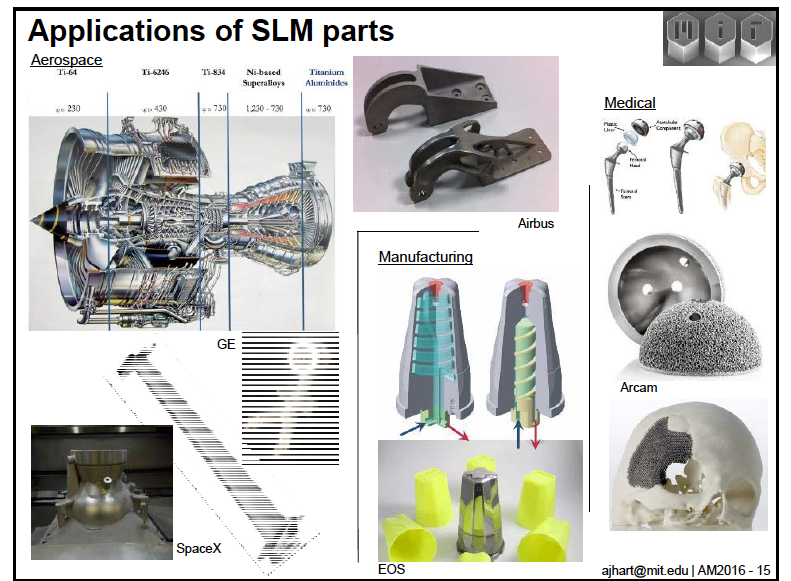 Applications of SLM parts
MIT
Aerospace
Ti-64 Ti-6246 Ti-834 Ni-based Superalloys Titanium Aluminides
up to 230 up to 430 up to 730 1,230 - 730 up to 730
Airbus
GE
SpaceX
Manufacturing
EOS
Medical
Plastic Liner
Acetabular Component
Femoral Head
Femoral Stem
Arcam
ajhart@mit.edu | AM2016 - 15